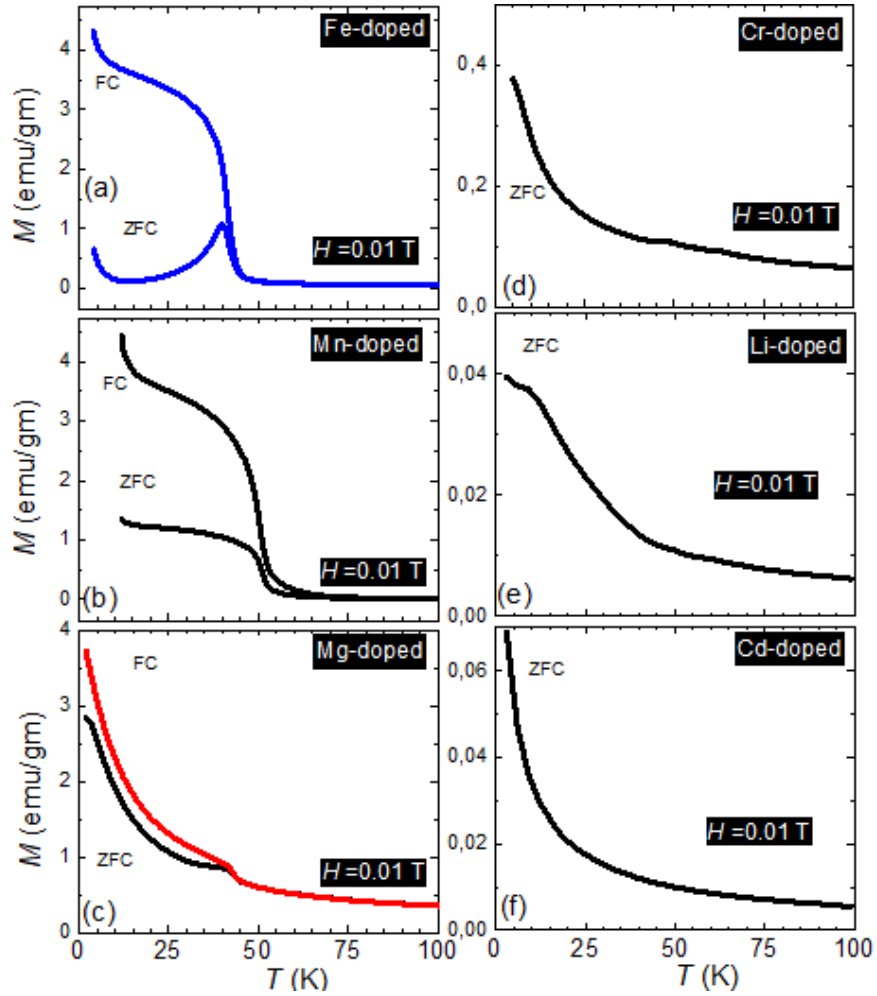 Fe-doped
4
FC
3
2
M (emu/gm)
(a)
ZFC
1
H =0.01 T
0
Mn-doped
4
FC
3
ZFC
2
M (emu/gm)
1
H =0.01 T
(b)
0
4
Mg-doped
FC
3
2
M (emu/gm)
ZFC
1
H =0.01 T
(c)
0
0 25 50 75 100
T (K)
Cr-doped
0,4
ZFC
0,2
H =0.01 T
(d)
0,0
ZFC
Li-doped
0,04
H =0.01 T
0,02
(e)
0,00
Cd-doped
0,06
ZFC
0,04
H =0.01 T
0,02
(f)
0,00
0 25 50 75 100
T (K)